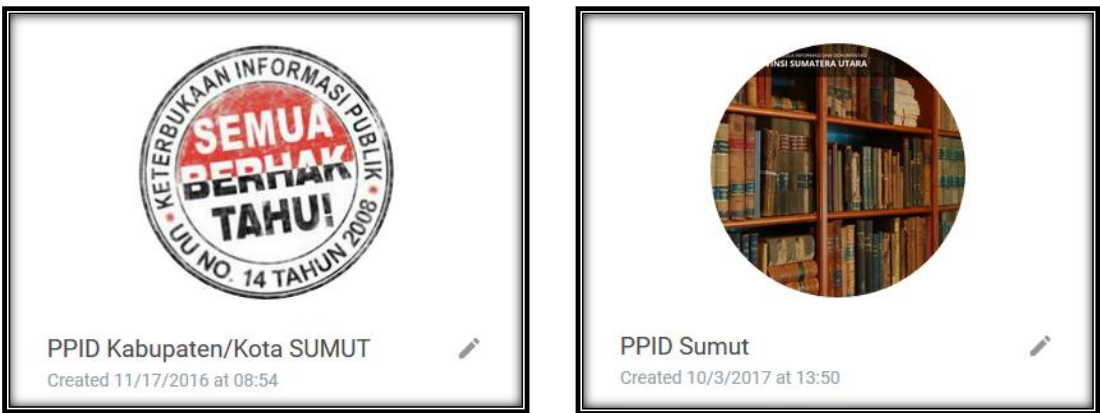 KETERBUKAAN INFORMASI PUBLIK
SEMUA
BERHAK
TAHU!
UU NO. 14 TAHUN 2008
PPID Kabupaten/Kota SUMUT
Created 11/17/2016 at 08:54
INSI SUMATERA UTARA
PPID Sumut
Created 10/3/2017 at 13:50